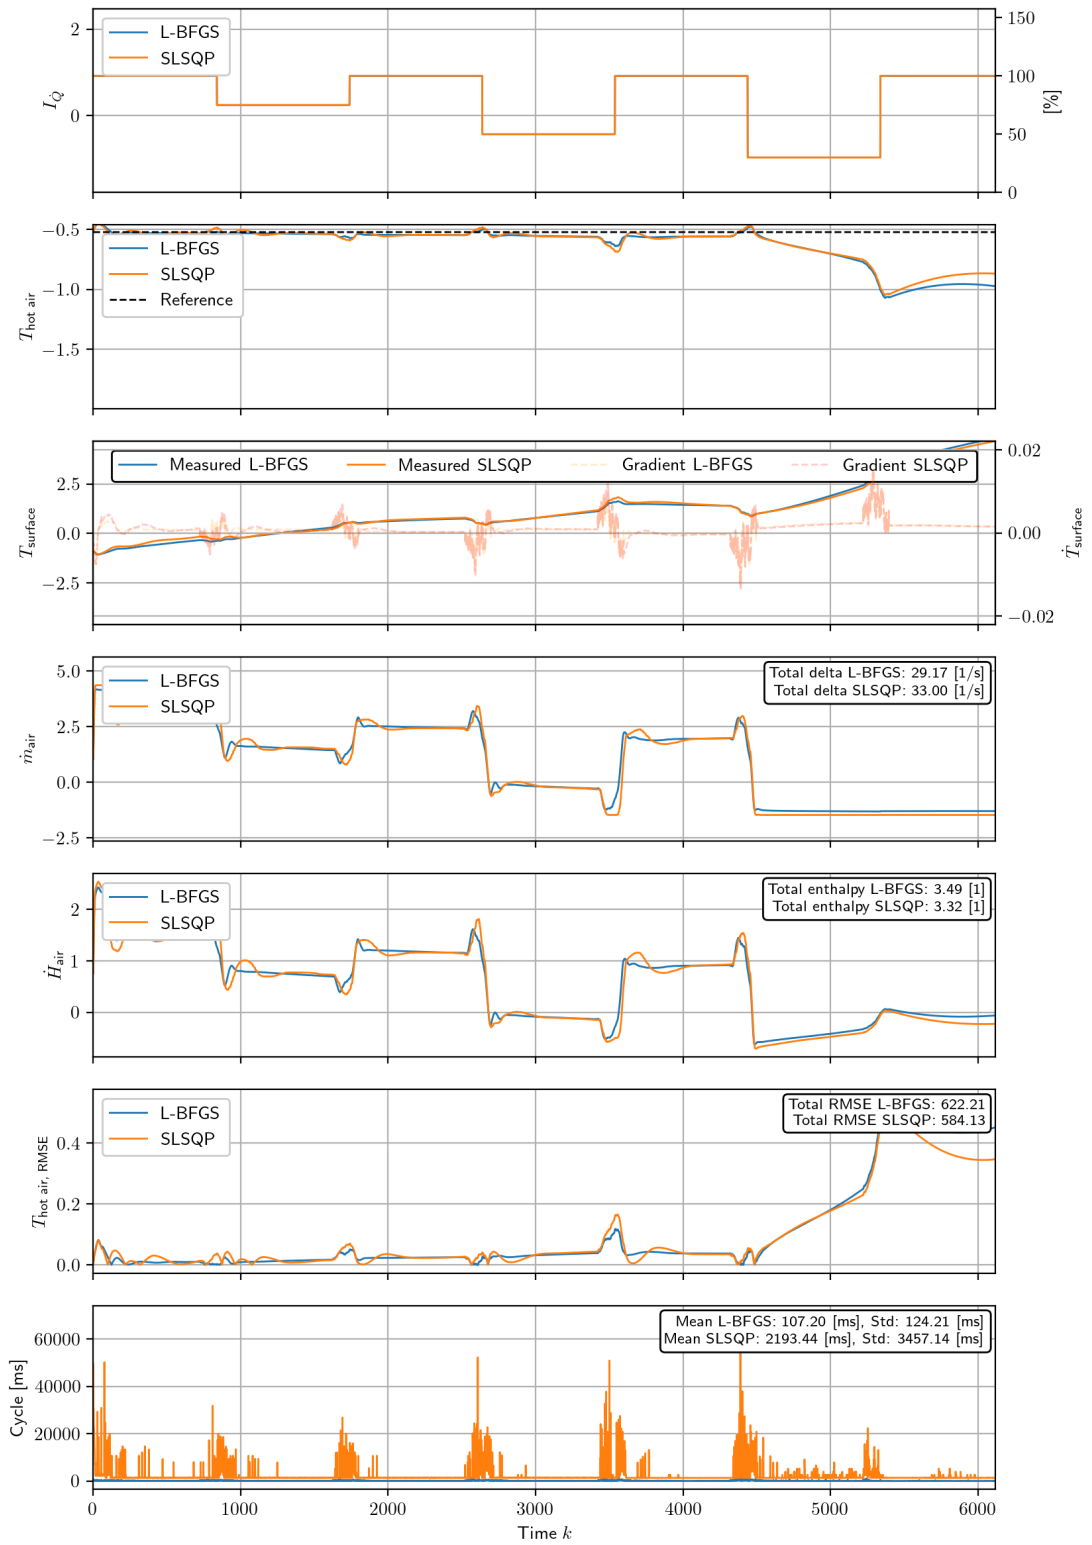 2
0
I_Q̇
L-BFGS
SLSQP
150
100
50
0
[%]
−0.5
−1.0
−1.5
T_hot air
L-BFGS
SLSQP
Reference
2.5
0.0
−2.5
T_surface
Measured L-BFGS
Measured SLSQP
Gradient L-BFGS
Gradient SLSQP
0.02
0.00
−0.02
Ṫ_surface
5.0
2.5
0.0
−2.5
ṁ_air
L-BFGS
SLSQP
Total delta L-BFGS: 29.17 [1/s]
Total delta SLSQP: 33.00 [1/s]
2
1
0
Ḣ_air
L-BFGS
SLSQP
Total enthalpy L-BFGS: 3.49 [1]
Total enthalpy SLSQP: 3.32 [1]
0.4
0.2
0.0
T_hot air, RMSE
L-BFGS
SLSQP
Total RMSE L-BFGS: 622.21
Total RMSE SLSQP: 584.13
60000
40000
20000
0
Cycle [ms]
Mean L-BFGS: 107.20 [ms], Std: 124.21 [ms]
Mean SLSQP: 2193.44 [ms], Std: 3457.14 [ms]
0 1000 2000 3000 4000 5000 6000
Time k